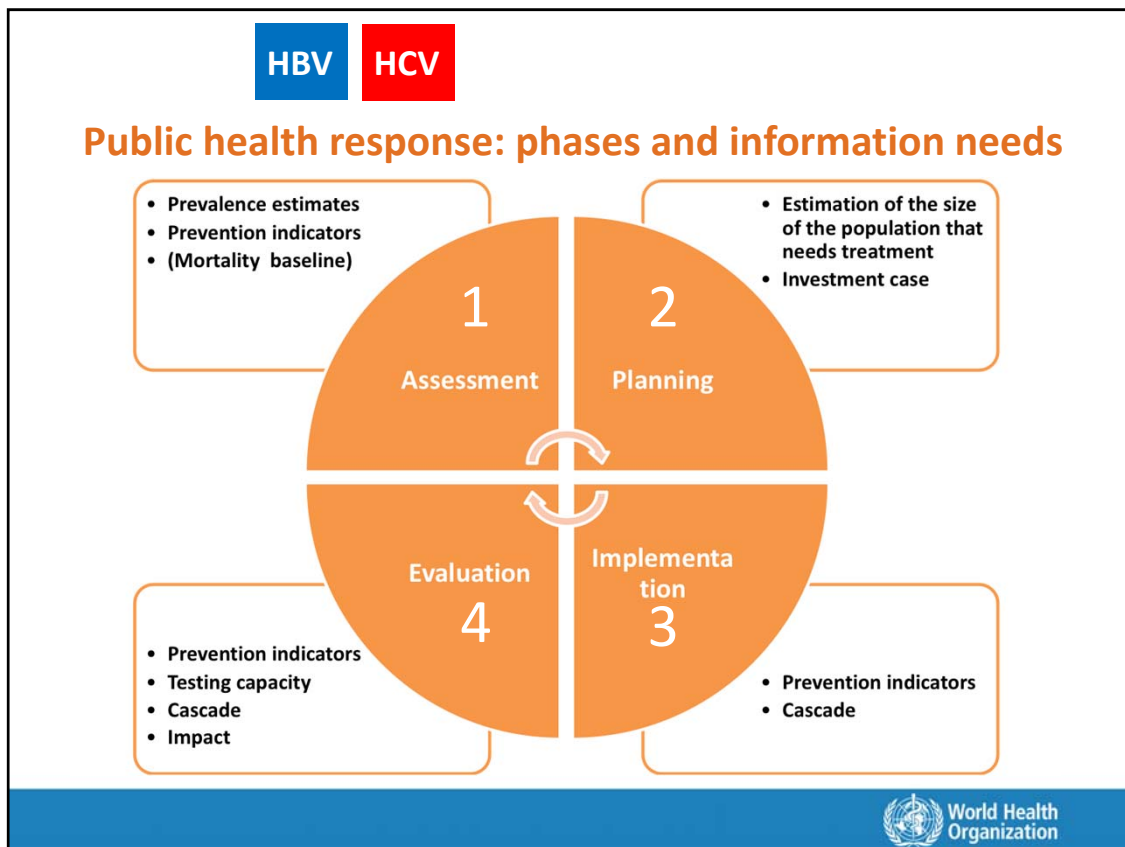 HBV HCV
Public health response: phases and information needs
• Prevalence estimates
• Prevention indicators
• (Mortality baseline)
• Estimation of the size
of the population that
needs treatment
• Investment case
1
Assessment
2
Planning
Evaluation
4
Implementa
tion
3
• Prevention indicators
• Testing capacity
• Cascade
• Impact
• Prevention indicators
• Cascade
World Health
Organization